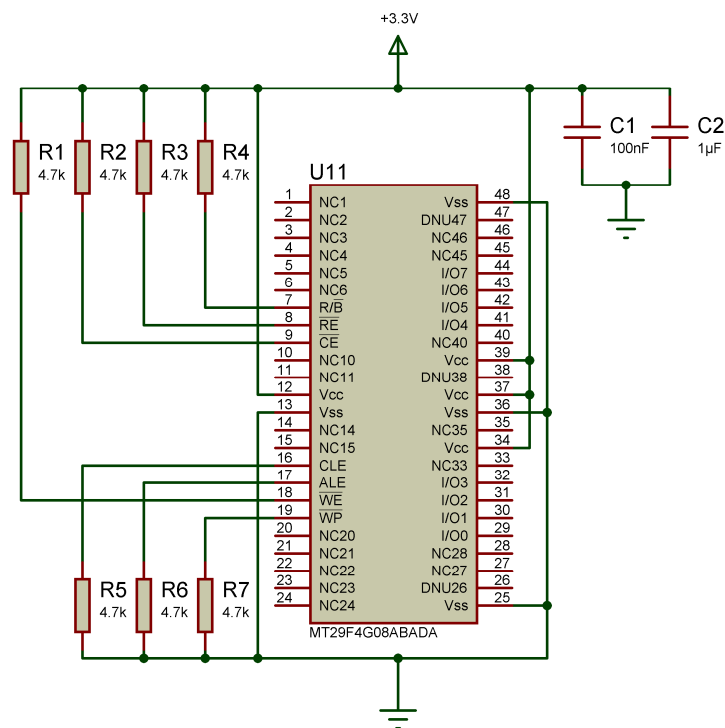 +3.3V
R1
4.7k
R2
4.7k
R3
4.7k
R4
4.7k
C1
100nF
C2
1µF
U11
1 NC1 Vss 48
2 NC2 DNU47 47
3 NC3 NC46 46
4 NC4 NC45 45
5 NC5 I/O7 44
6 NC6 I/O6 43
7 R/B̅ I/O5 42
8 R̅E̅ I/O4 41
9 C̅E̅ NC40 40
10 NC10 Vcc 39
11 NC11 DNU38 38
12 Vcc Vcc 37
13 Vss Vss 36
14 NC14 NC35 35
15 NC15 Vcc 34
16 CLE NC33 33
17 ALE I/O3 32
18 W̅E̅ I/O2 31
19 W̅P̅ I/O1 30
20 NC20 I/O0 29
21 NC21 NC28 28
22 NC22 NC27 27
23 NC23 DNU26 26
24 NC24 Vss 25
R5
4.7k
R6
4.7k
R7
4.7k
MT29F4G08ABADA